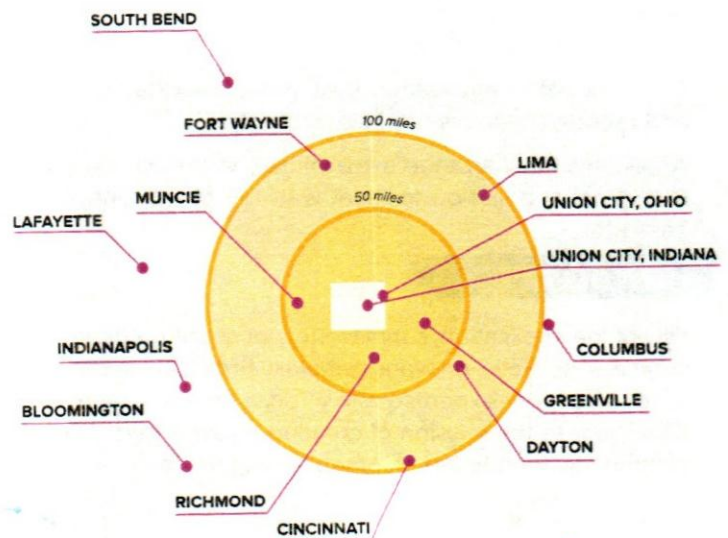 SOUTH BEND
FORT WAYNE
100 miles
LIMA
MUNCIE
50 miles
UNION CITY, OHIO
LAFAYETTE
UNION CITY, INDIANA
INDIANAPOLIS
COLUMBUS
BLOOMINGTON
GREENVILLE
DAYTON
RICHMOND
CINCINNATI